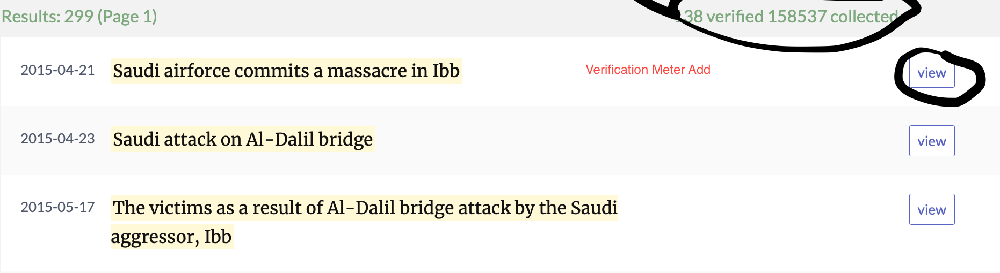 Results: 299 (Page 1)
138 verified 158537 collected
2015-04-21
Saudi airforce commits a massacre in Ibb
Verification Meter Add
view
2015-04-23
Saudi attack on Al-Dalil bridge
view
2015-05-17
The victims as a result of Al-Dalil bridge attack by the Saudi
aggressor, Ibb
view